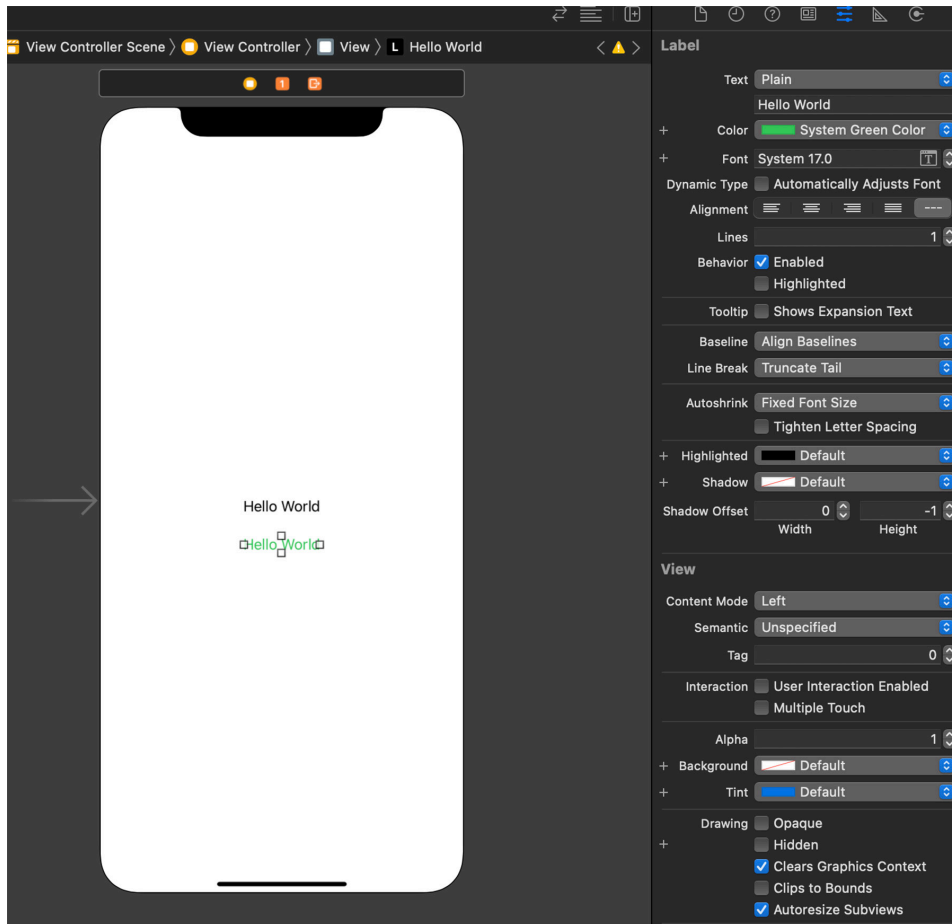 View Controller Scene 〉 View Controller 〉 View 〉 L Hello World
Label
Text Plain
Hello World
+ Color System Green Color
+ Font System 17.0 T
Dynamic Type Automatically Adjusts Font
Alignment ---
Lines 1
Behavior Enabled
Highlighted
Tooltip Shows Expansion Text
Baseline Align Baselines
Line Break Truncate Tail
Autoshrink Fixed Font Size
Tighten Letter Spacing
+ Highlighted Default
+ Shadow Default
Shadow Offset 0 -1
Width Height
View
Content Mode Left
Semantic Unspecified
Tag 0
Interaction User Interaction Enabled
Multiple Touch
Alpha 1
+ Background Default
+ Tint Default
Drawing Opaque
+ Hidden
Clears Graphics Context
Clips to Bounds
Autoresize Subviews
1
Hello World
Hello World